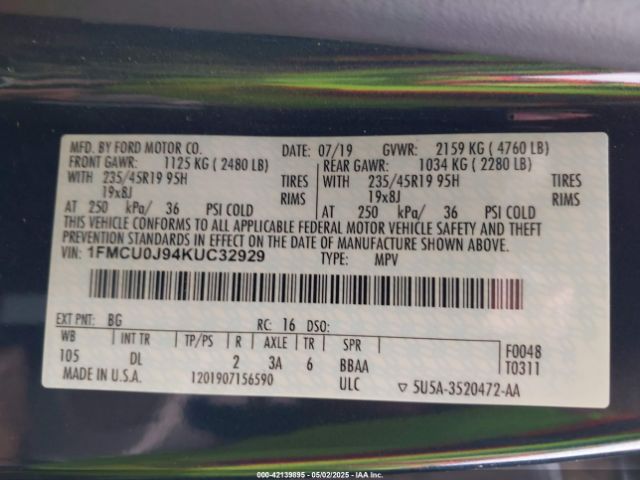 MFD. BY FORD MOTOR CO. DATE: 07/19 GVWR: 2159 KG ( 4760 LB)
FRONT GAWR: 1125 KG ( 2480 LB) REAR GAWR: 1034 KG ( 2280 LB)
WITH 235/45R19 95H TIRES WITH 235/45R19 95H TIRES
19x8J RIMS 19x8J RIMS
AT 250 kPa/ 36 PSI COLD AT 250 kPa/ 36 PSI COLD
THIS VEHICLE CONFORMS TO ALL APPLICABLE FEDERAL MOTOR VEHICLE SAFETY AND THEFT
PREVENTION STANDARDS IN EFFECT ON THE DATE OF MANUFACTURE SHOWN ABOVE.
VIN: 1FMCU0J94KUC32929 TYPE: MPV
EXT PNT: BG RC: 16 DSO:
WB INT TR TP/PS R AXLE TR SPR F0048
105 DL 2 3A 6 BBAA T0311
MADE IN U.S.A. 1201907156590 ULC ▽ 5U5A-3520472-AA
000-42139895 - 05/02/2025 - IAA Inc.